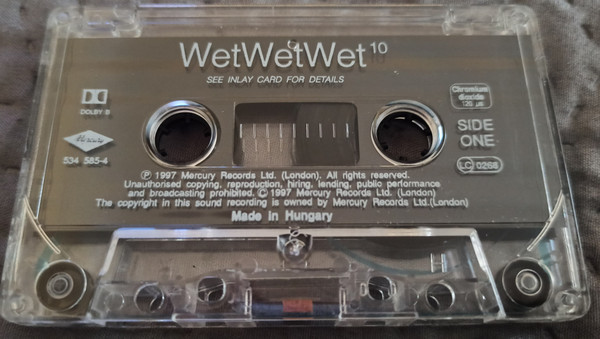 WetWetWet 10
SEE INLAY CARD FOR DETAILS
DOLBY B
Mercury
534 585-4
Chromium
dioxide
120 µs
SIDE
ONE
LC 0268
Ⓟ 1997 Mercury Records Ltd. (London). All rights reserved.
Unauthorised copying, reproduction, hiring, lending, public performance
and broadcasting prohibited. © 1997 Mercury Records Ltd. (London)
The copyright in this sound recording is owned by Mercury Records Ltd.(London)
Made in Hungary
H